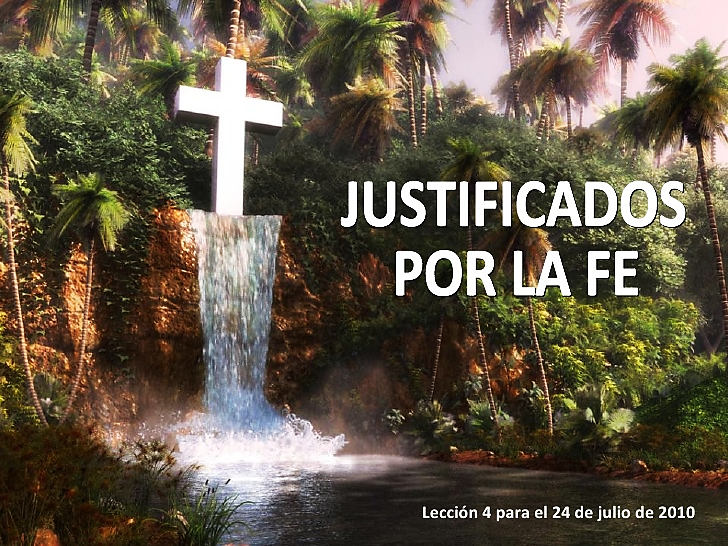 JUSTIFICADOS
POR LA FE
Lección 4 para el 24 de julio de 2010